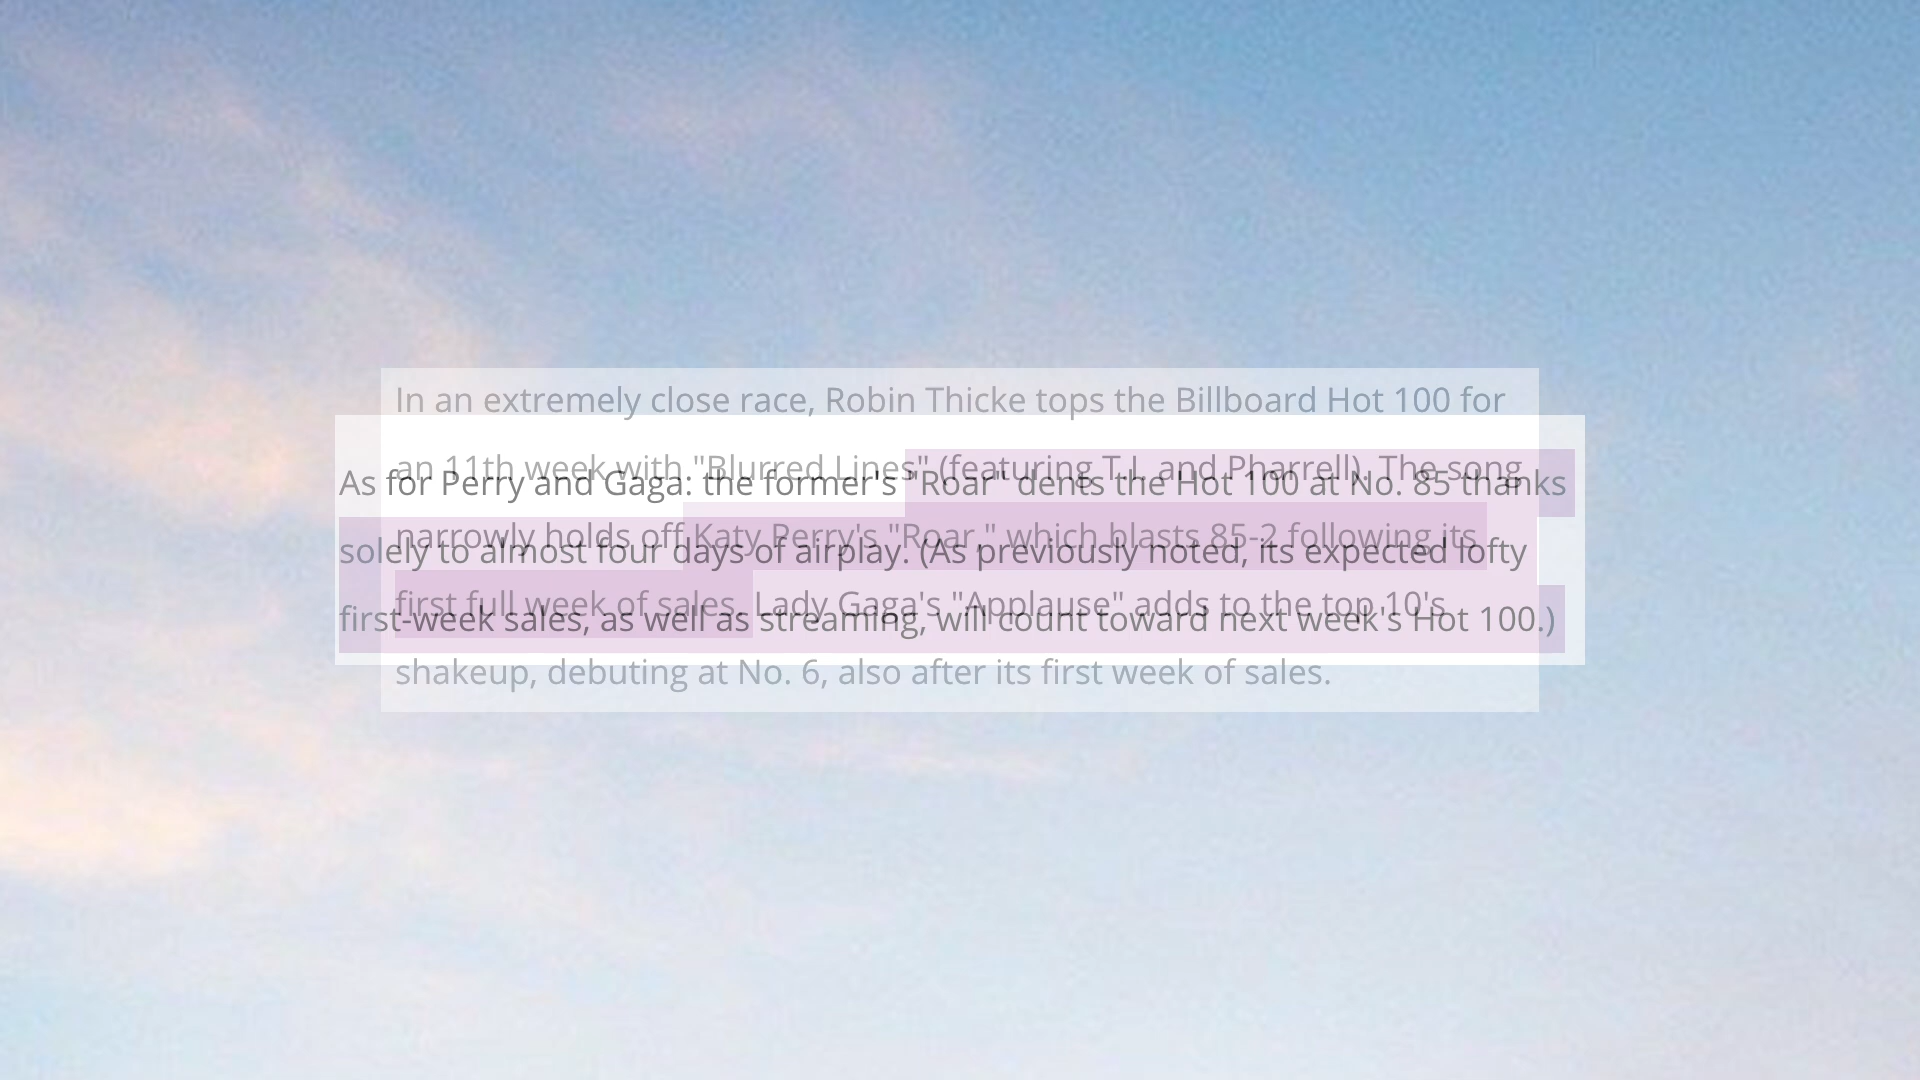 In an extremely close race, Robin Thicke tops the Billboard Hot 100 for
an 11th week with "Blurred Lines" (featuring T.I. and Pharrell). The song
narrowly holds off Katy Perry's "Roar," which blasts 85-2 following its
first full week of sales. Lady Gaga's "Applause" adds to the top 10's
shakeup, debuting at No. 6, also after its first week of sales.
As for Perry and Gaga: the former's "Roar" dents the Hot 100 at No. 85 thanks
solely to almost four days of airplay. (As previously noted, its expected lofty
first-week sales, as well as streaming, will count toward next week's Hot 100.)